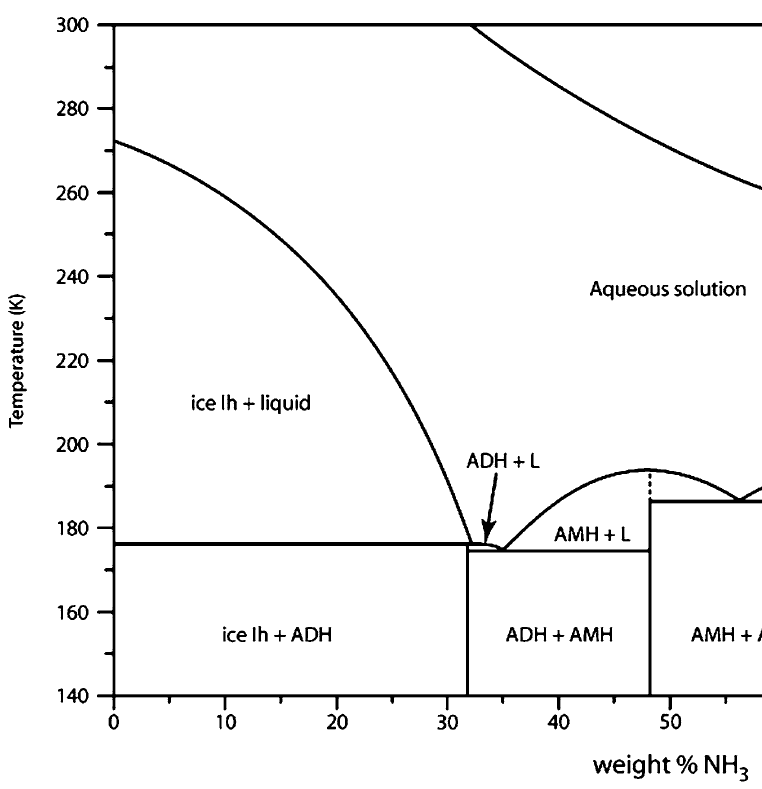 300
280
260
240
220
200
180
160
140
Temperature (K)
Aqueous solution
ice Ih + liquid
ADH + L
AMH + L
ice Ih + ADH
ADH + AMH
AMH + A
0
10
20
30
40
50
weight % NH₃